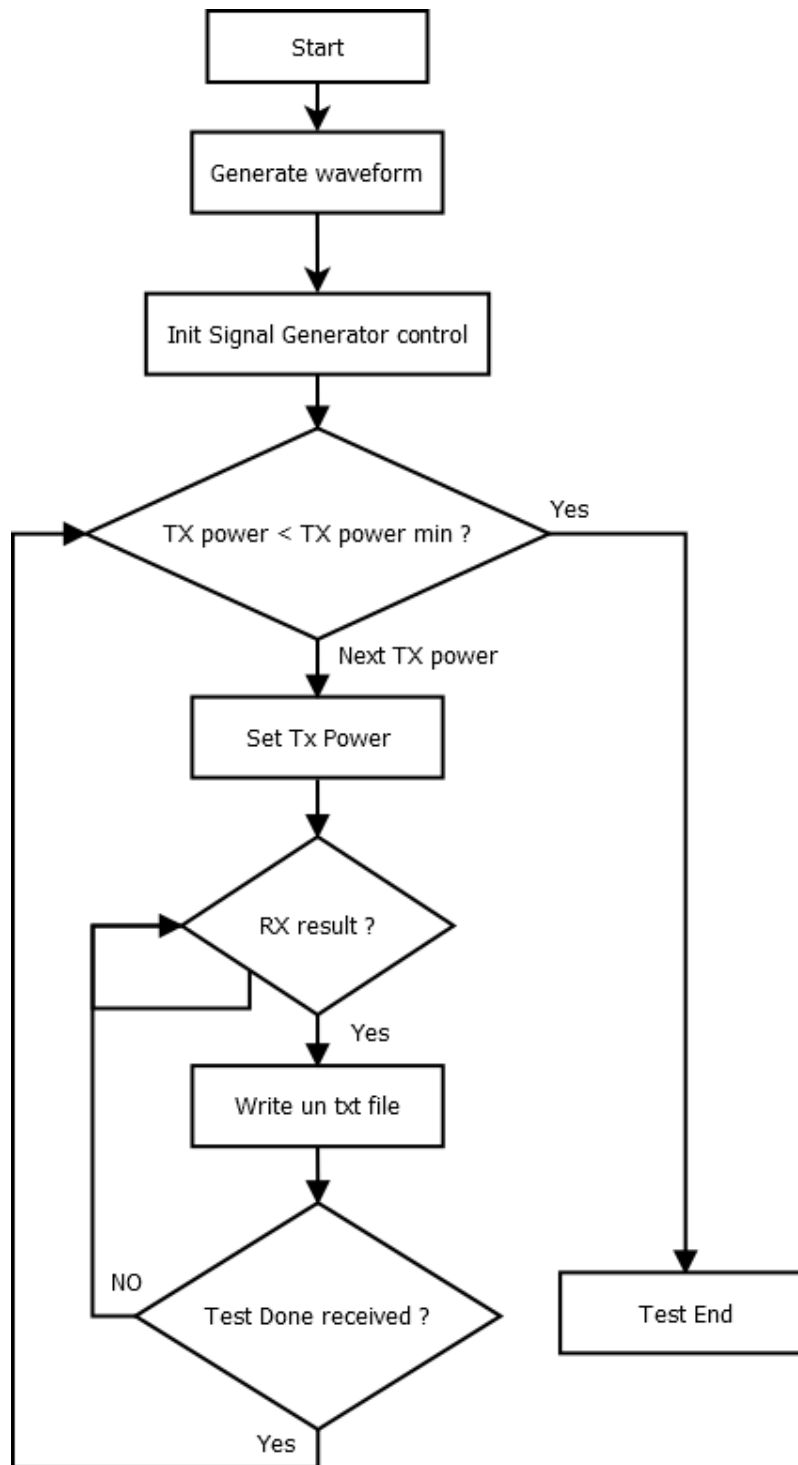 Start
Generate waveform
Init Signal Generator control
TX power < TX power min ?
Yes
Next TX power
Set Tx Power
RX result ?
Yes
Write un txt file
NO
Test Done received ?
Test End
Yes